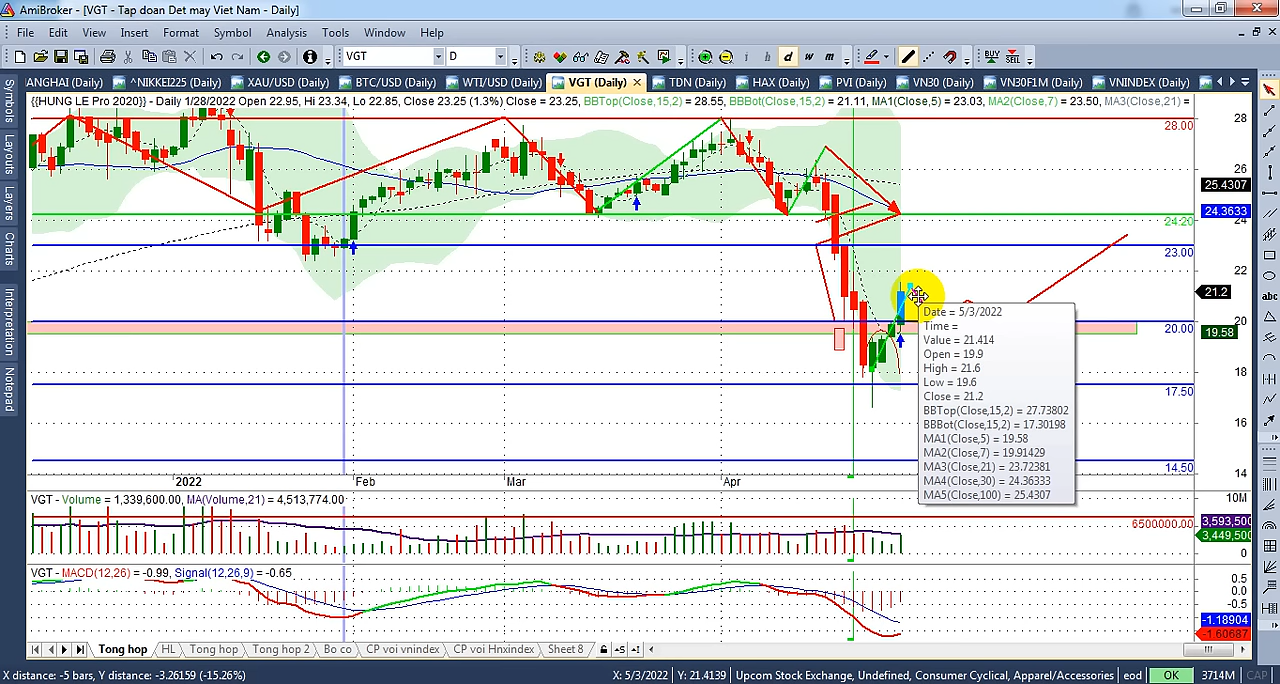 AmiBroker - [VGT - Tap doan Det may Viet Nam - Daily]
File Edit View Insert Format Symbol Analysis Tools Window Help
VGT D i h d w m BUY SELL
ANGHAI (Daily) ^NIKKEI225 (Daily) XAU/USD (Daily) BTC/USD (Daily) WTI/USD (Daily) VGT (Daily) TDN (Daily) HAX (Daily) PVI (Daily) VN30 (Daily) VN30F1M (Daily) VNINDEX (Daily)
Symbols
Layouts
Layers
Charts
Interpretation
Notepad
{{HUNG LE Pro 2020}} - Daily 1/28/2022 Open 22.95, Hi 23.34, Lo 22.85, Close 23.25 (1.3%) Close = 23.25, BBTop(Close,15,2) = 28.55, BBBot(Close,15,2) = 21.11, MA1(Close,5) = 23.03, MA2(Close,7) = 23.50, MA3(Close,21) =
28.00
24.20
23.00
20.00
17.50
14.50
28
26
25.4307
24.3633
24
22
21.2
20
19.58
18
16
14
Date = 5/3/2022
Time =
Value = 21.414
Open = 19.9
High = 21.6
Low = 19.6
Close = 21.2
BBTop(Close,15,2) = 27.73802
BBBot(Close,15,2) = 17.30198
MA1(Close,5) = 19.58
MA2(Close,7) = 19.91429
MA3(Close,21) = 23.72381
MA4(Close,30) = 24.36333
MA5(Close,100) = 25.4307
2022 Feb Mar Apr
VGT - Volume = 1,339,600.00, MA(Volume,21) = 4,513,774.00
10M
6500000.00
3,593,500
3,449,500
0
VGT - MACD(12,26) = -0.99, Signal(12,26,9) = -0.65
0.5
0.0
-0.5
-1.18904
-1.60687
abc
Tong hop HL Tong hop Tong hop 2 Bo co CP voi vnindex CP voi Hnxindex Sheet 8
X distance: -5 bars, Y distance: -3.26159 (-15.26%) X: 5/3/2022 Y: 21.4139 Upcom Stock Exchange, Undefined, Consumer Cyclical, Apparel/Accessories eod OK 3714M CAP